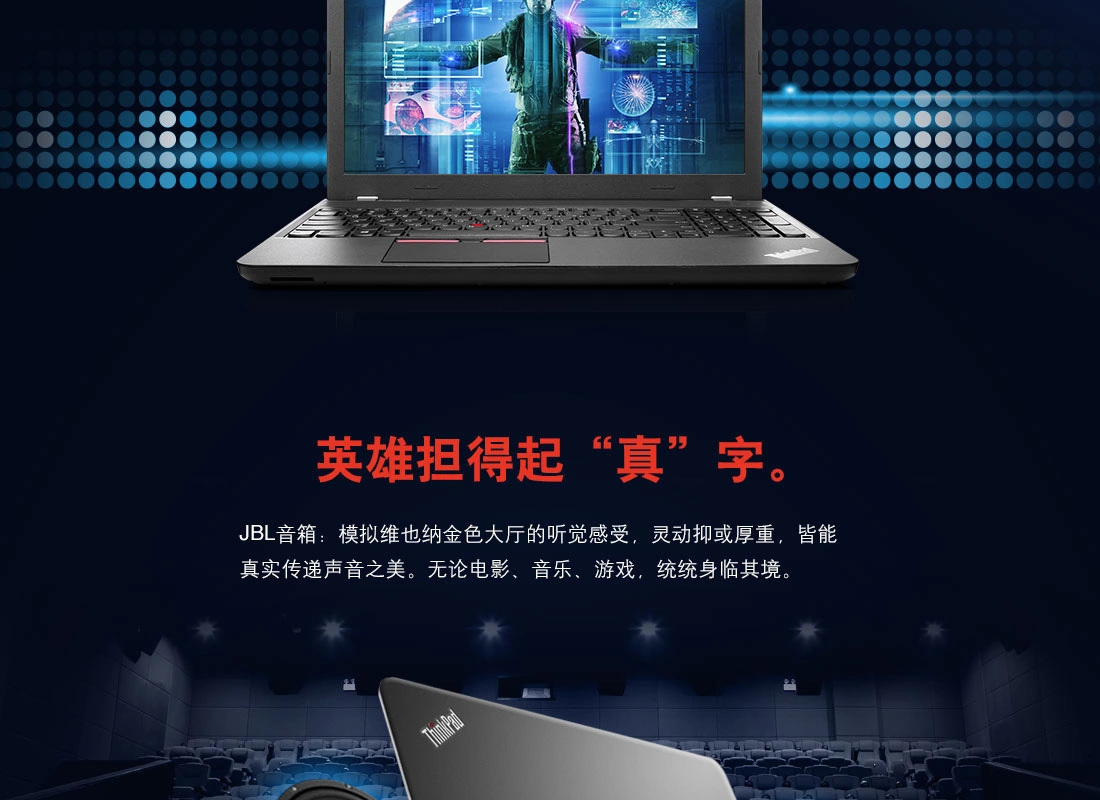 ThinkPad
英雄担得起“真”字。
JBL音箱：模拟维也纳金色大厅的听觉感受，灵动抑或厚重，皆能
真实传递声音之美。无论电影、音乐、游戏，统统身临其境。
ThinkPad